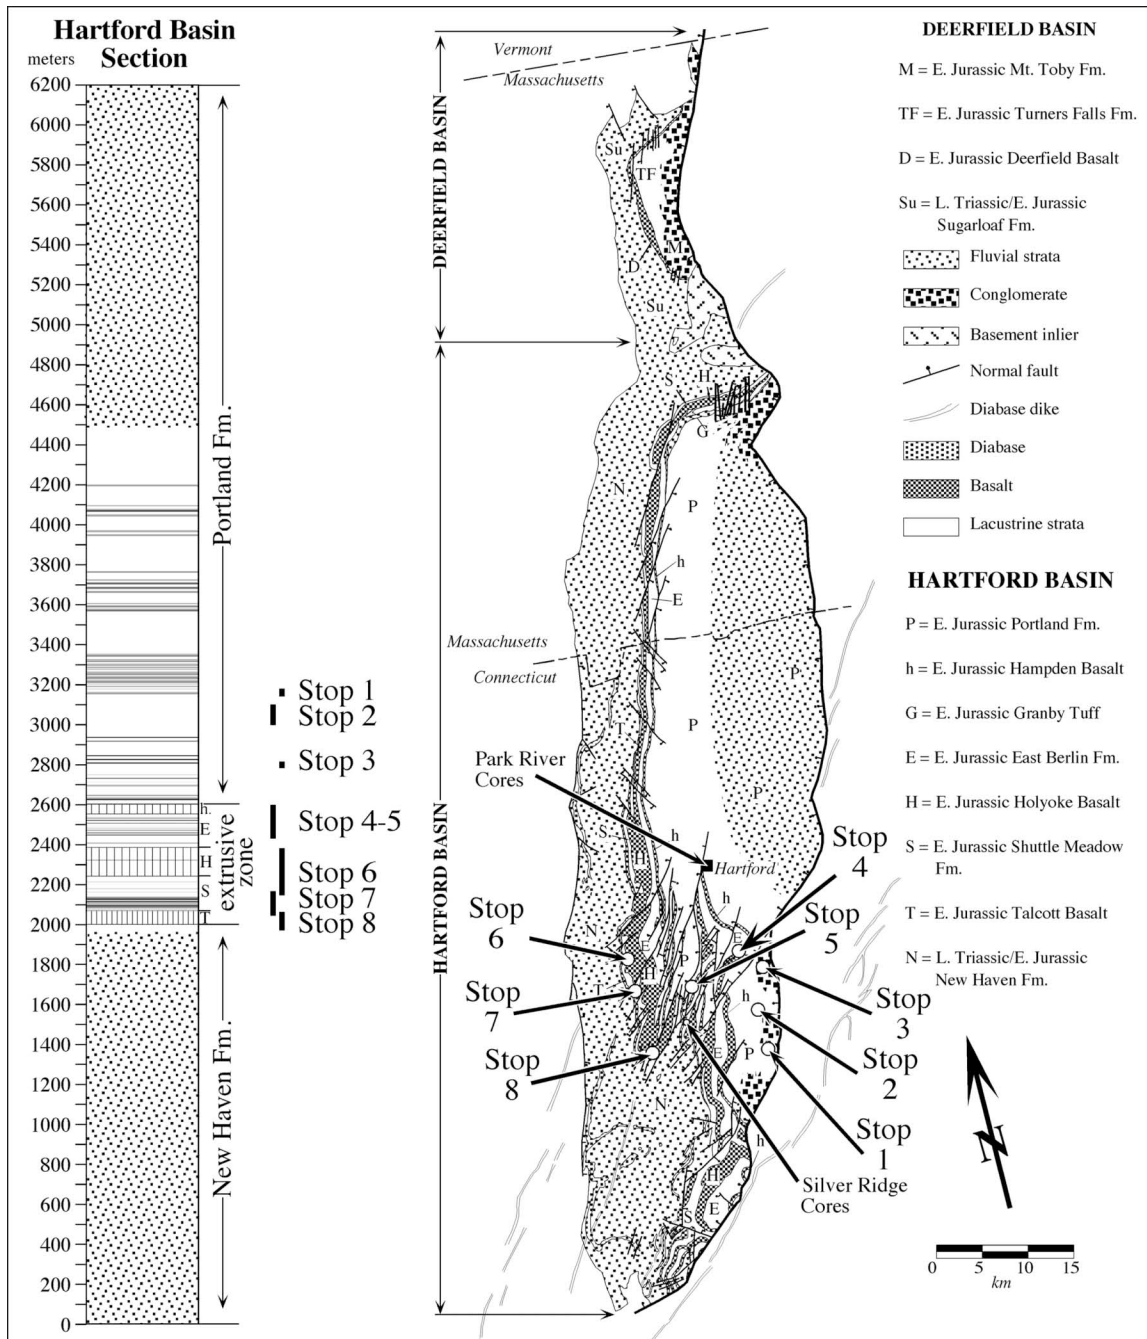 Hartford Basin
Section
meters
6200
6000
5800
5600
5400
5200
5000
4800
4600
4400
4200
4000
3800
3600
3400
3200
3000
2800
2600
2400
2200
2000
1800
1600
1400
1200
1000
800
600
400
200
0
Portland Fm.
h.
E
H
S
T
extrusive
zone
New Haven Fm.
Stop 1
Stop 2
Stop 3
Stop 4-5
Stop 6
Stop 7
Stop 8
DEERFIELD BASIN
HARTFORD BASIN
Vermont
Massachusetts
Su
TF
M
D
Su
S
H
G
N
P
h
E
Massachusetts
Connecticut
P
T
P
Park River
Cores
P
S
h
H
Hartford
Stop
4
h
Stop
6
N
E
E
Stop
5
P
H
Stop
7
T
h
Stop
3
Stop
8
E
P
Stop
2
N
Stop
1
h
H
Silver Ridge
Cores
E
S
DEERFIELD BASIN
M = E. Jurassic Mt. Toby Fm.
TF = E. Jurassic Turners Falls Fm.
D = E. Jurassic Deerfield Basalt
Su = L. Triassic/E. Jurassic
Sugarloaf Fm.
Fluvial strata
Conglomerate
Basement inlier
Normal fault
Diabase dike
Diabase
Basalt
Lacustrine strata
HARTFORD BASIN
P = E. Jurassic Portland Fm.
h = E. Jurassic Hampden Basalt
G = E. Jurassic Granby Tuff
E = E. Jurassic East Berlin Fm.
H = E. Jurassic Holyoke Basalt
S = E. Jurassic Shuttle Meadow
Fm.
T = E. Jurassic Talcott Basalt
N = L. Triassic/E. Jurassic
New Haven Fm.
N
0 5 10 15
km